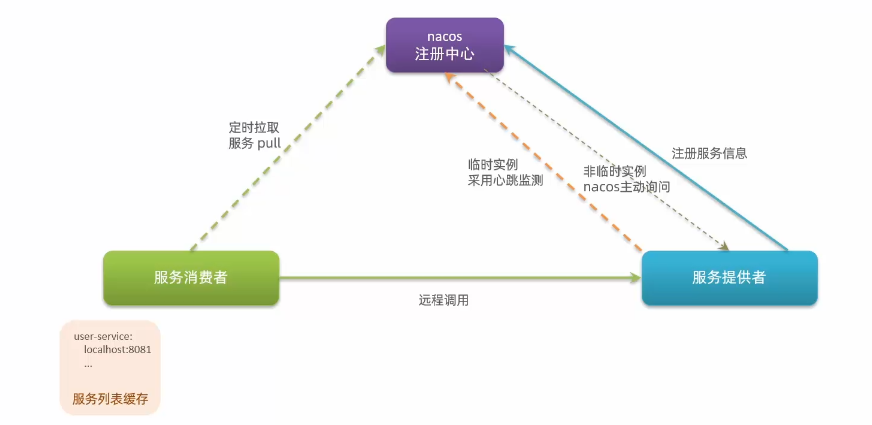 nacos
注册中心
定时拉取
服务 pull
临时实例
采用心跳监测
非临时实例
nacos主动询问
注册服务信息
服务消费者
服务提供者
远程调用
user-service:
localhost:8081
...
服务列表缓存